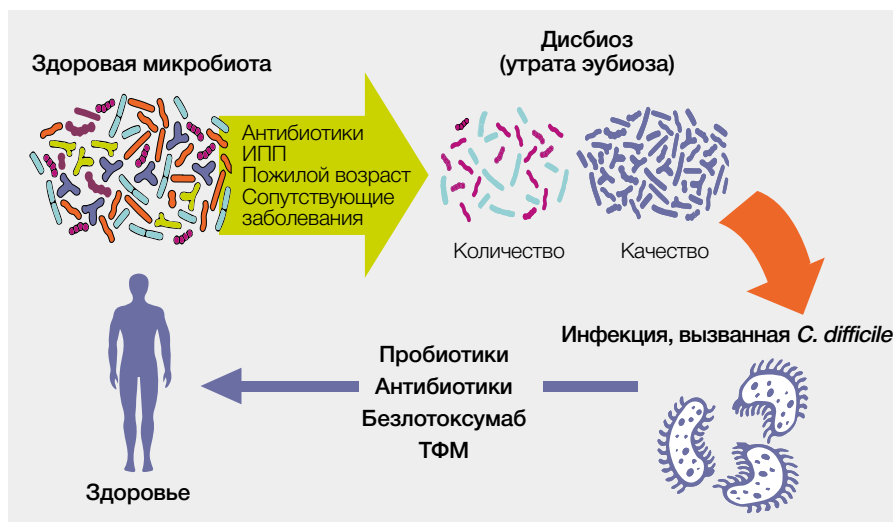 Здоровая микробиота
Дисбиоз
(утрата эубиоза)
Антибиотики
ИПП
Пожилой возраст
Сопутствующие
заболевания
Количество
Качество
Инфекция, вызванная C. difficile
Пробиотики
Антибиотики
Безлотоксумаб
ТФМ
Здоровье